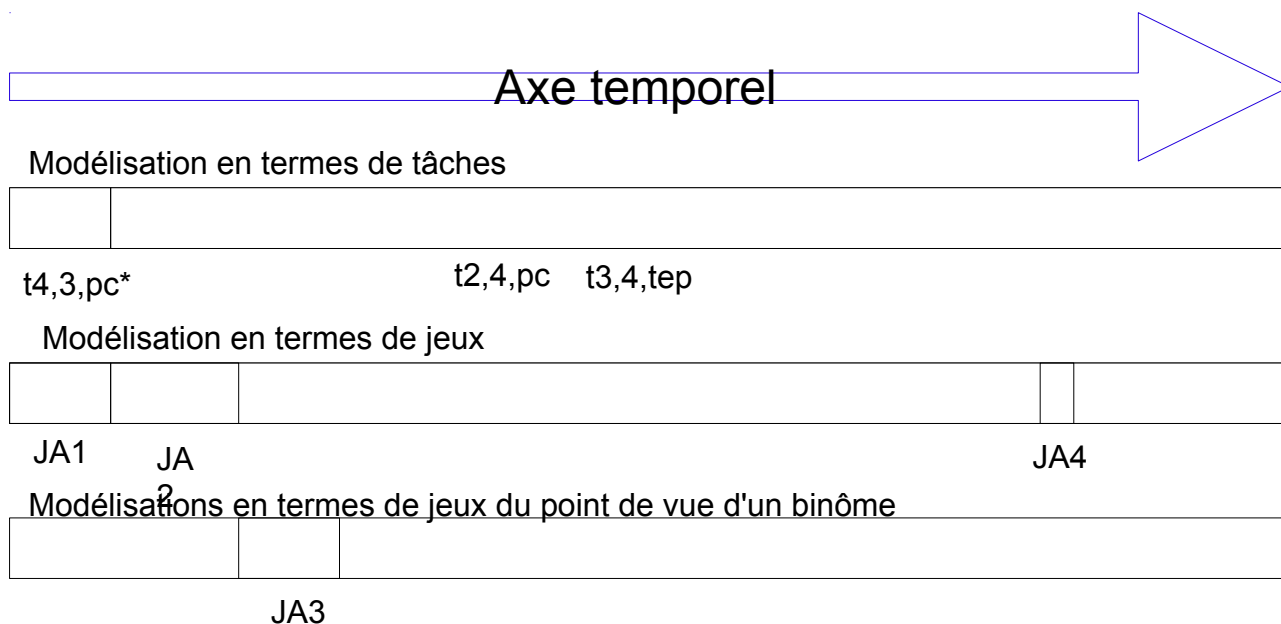 Axe temporel
Modélisation en termes de tâches
t4,3,pc* t2,4,pc t3,4,tep
Modélisation en termes de jeux
JA1 JA JA4
2
Modélisations en termes de jeux du point de vue d'un binôme
JA3